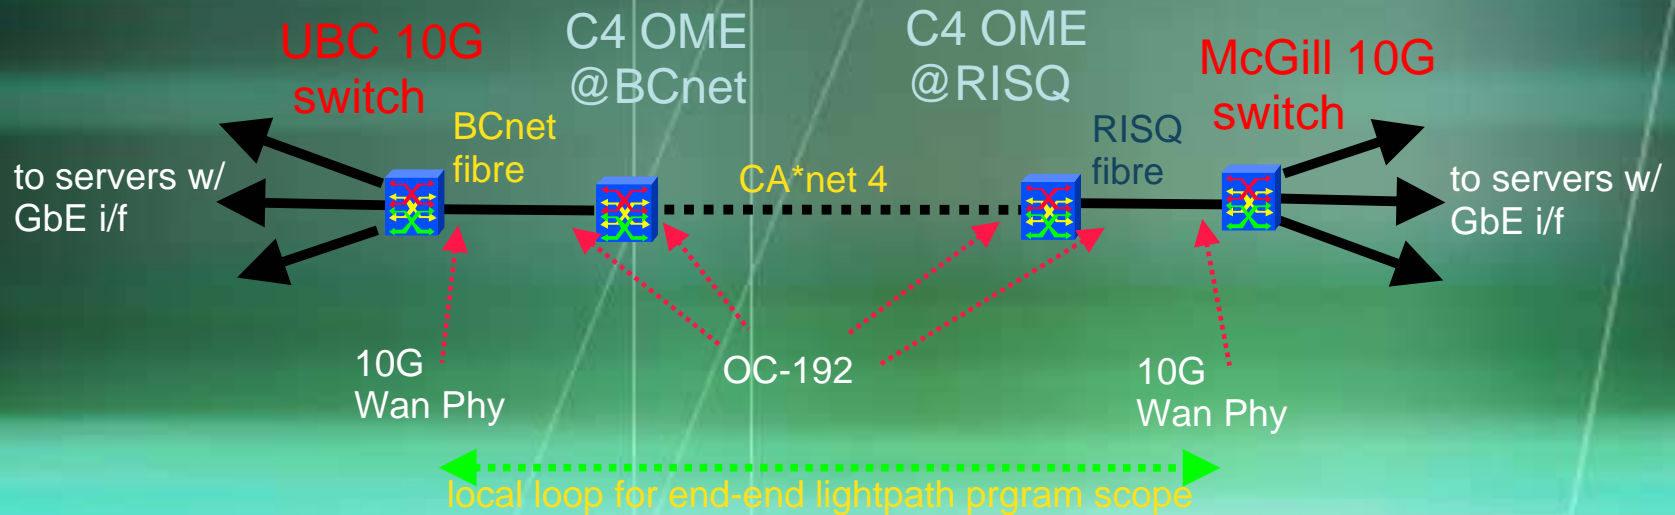 UBC 10G
switch
C4 OME
@BCnet
C4 OME
@RISQ
McGill 10G
switch
BCnet
fibre
RISQ
fibre
to servers w/
GbE i/f
CA*net 4
to servers w/
GbE i/f
10G
Wan Phy
OC-192
10G
Wan Phy
local loop for end-end lightpath prgram scope